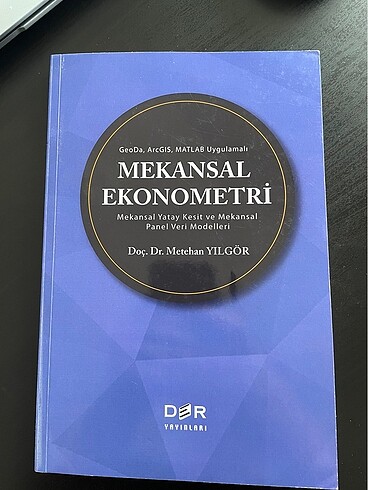 GeoDa, ArcGIS, MATLAB Uygulamalı
MEKANSAL
EKONOMETRİ
Mekansal Yatay Kesit ve Mekansal
Panel Veri Modelleri
Doç. Dr. Metehan YILGÖR
DER
YAYINLARI